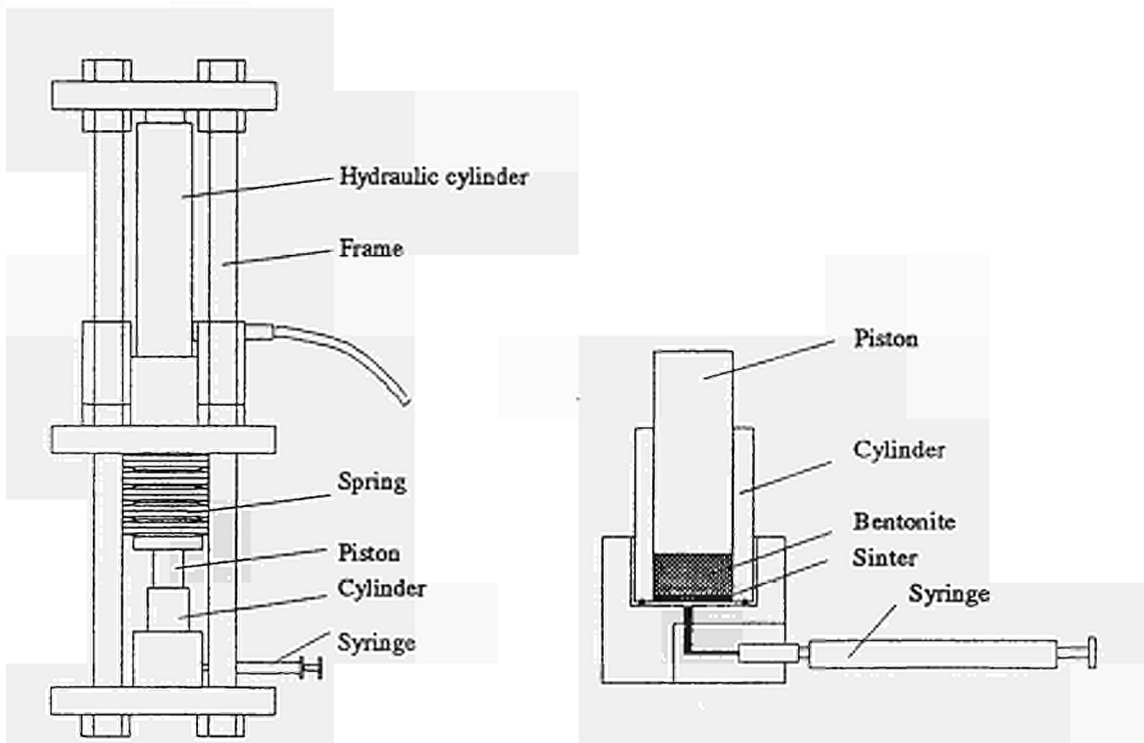 Hydraulic cylinder
Frame
Spring
Piston
Cylinder
Syringe
Piston
Cylinder
Bentonite
Sinter
Syringe